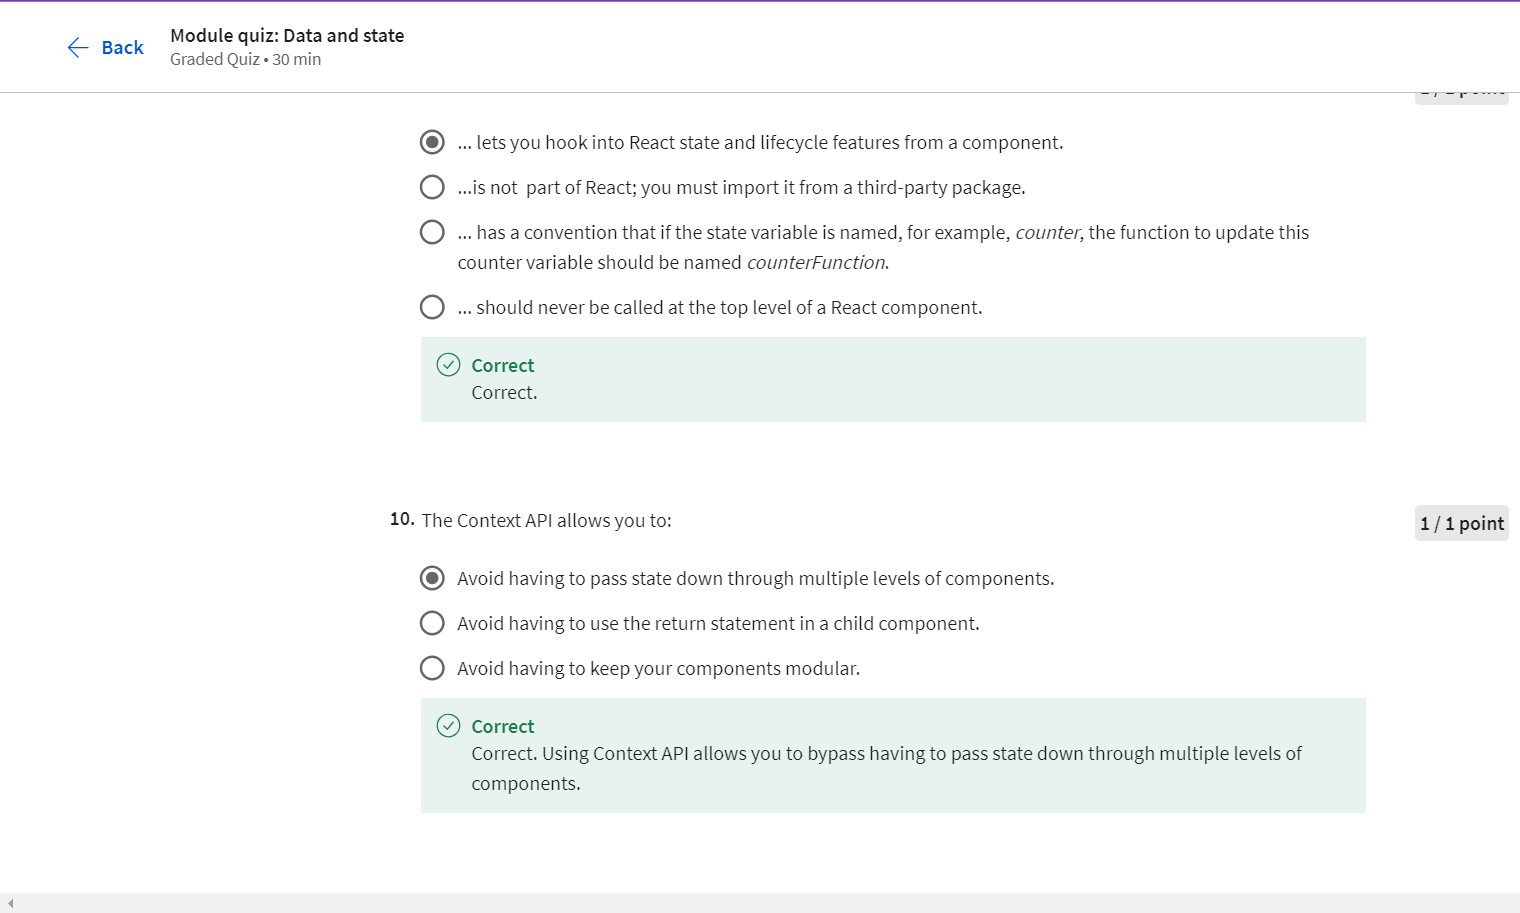 Back
Module quiz: Data and state
Graded Quiz • 30 min
... lets you hook into React state and lifecycle features from a component.
...is not  part of React; you must import it from a third-party package.
... has a convention that if the state variable is named, for example, counter, the function to update this
counter variable should be named counterFunction.
... should never be called at the top level of a React component.
Correct
Correct.
10. The Context API allows you to:
1 / 1 point
Avoid having to pass state down through multiple levels of components.
Avoid having to use the return statement in a child component.
Avoid having to keep your components modular.
Correct
Correct. Using Context API allows you to bypass having to pass state down through multiple levels of
components.